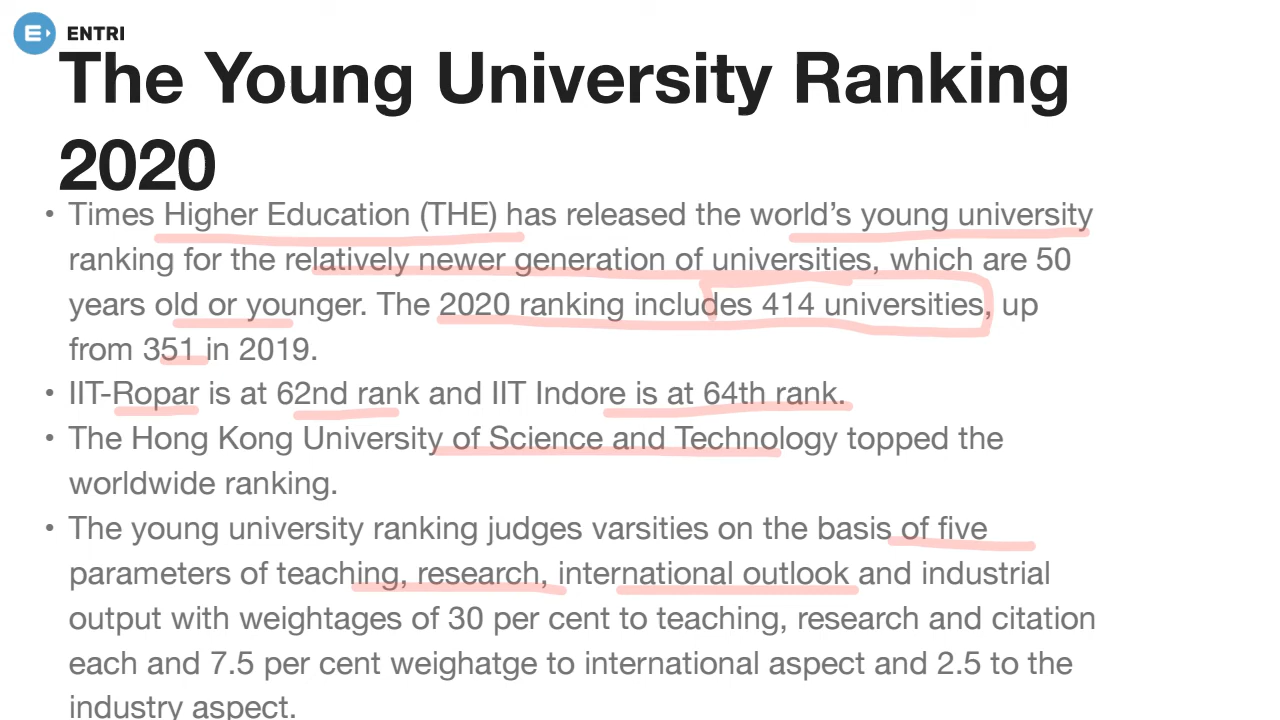 ENTRI
The Young University Ranking
2020
• Times Higher Education (THE) has released the world’s young university
ranking for the relatively newer generation of universities, which are 50
years old or younger. The 2020 ranking includes 414 universities, up
from 351 in 2019.
• IIT-Ropar is at 62nd rank and IIT Indore is at 64th rank.
• The Hong Kong University of Science and Technology topped the
worldwide ranking.
• The young university ranking judges varsities on the basis of five
parameters of teaching, research, international outlook and industrial
output with weightages of 30 per cent to teaching, research and citation
each and 7.5 per cent weighatge to international aspect and 2.5 to the
industry aspect.